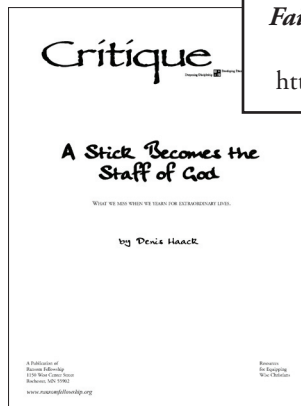 Critique
A Stick Becomes the
Staff of God
WHAT WE MISS WHEN WE YEARN FOR EXTRAORDINARY LIVES.
by Denis Haack
A Publication of
Ransom Fellowship
1150 West Center Street
Rochester, MN 55902
www.ransomfellowship.org
Resources
for Equipping
Wise Christians